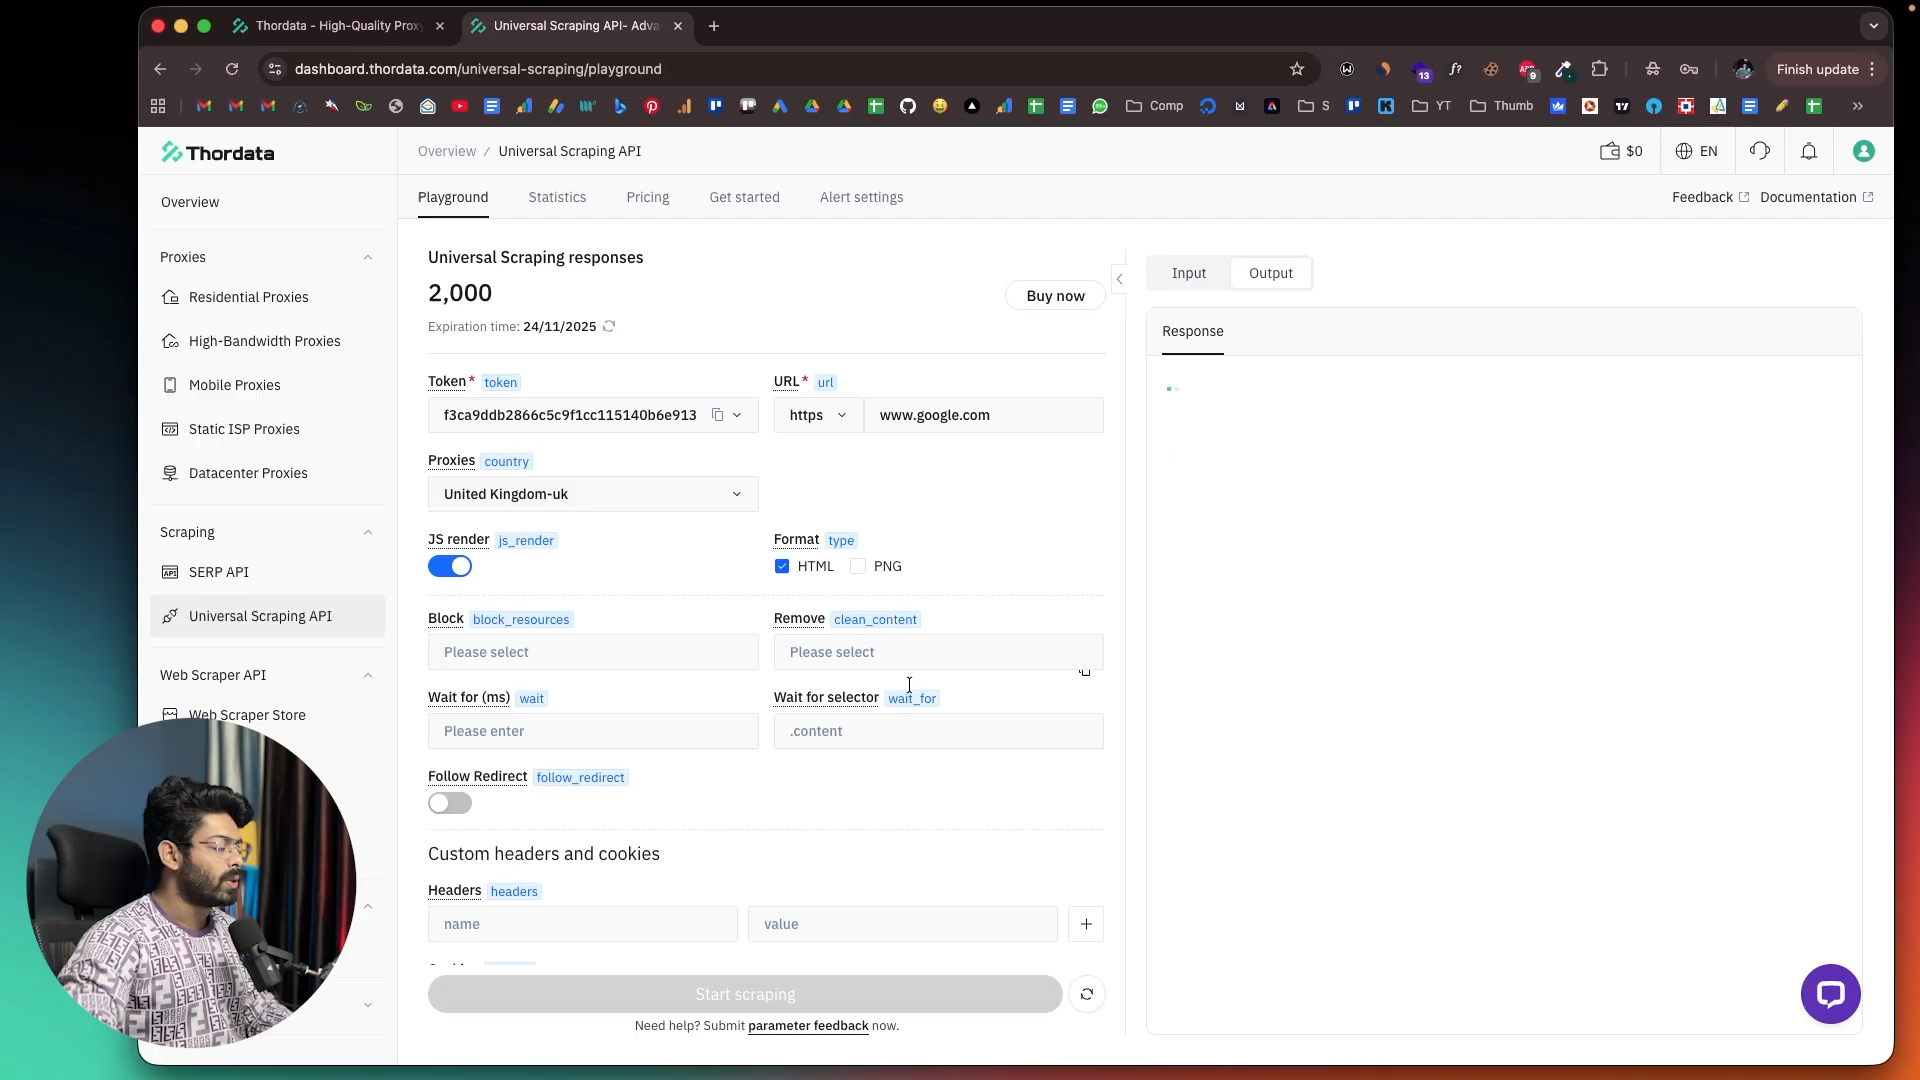 Thordata - High-Quality Prox
Universal Scraping API- Adva
dashboard.thordata.com/universal-scraping/playground
Finish update
13
f?
9
Comp
S
YT
Thumb
Thordata
Overview / Universal Scraping API
$0
EN
Playground
Statistics
Pricing
Get started
Alert settings
Feedback
Documentation
Overview
Proxies
Residential Proxies
High-Bandwidth Proxies
Mobile Proxies
Static ISP Proxies
Datacenter Proxies
Scraping
SERP API
Universal Scraping API
Web Scraper API
Web Scraper Store
Universal Scraping responses
2,000
Buy now
Expiration time: 24/11/2025
Token* token
URL* url
f3ca9ddb2866c5c9f1cc115140b6e913
https
www.google.com
Proxies country
United Kingdom-uk
JS render js_render
Format type
HTML
PNG
Block block_resources
Remove clean_content
Please select
Please select
Wait for (ms) wait
Wait for selector wait_for
Please enter
.content
Follow Redirect follow_redirect
Custom headers and cookies
Headers headers
name
value
Start scraping
Need help? Submit parameter feedback now.
Input
Output
Response